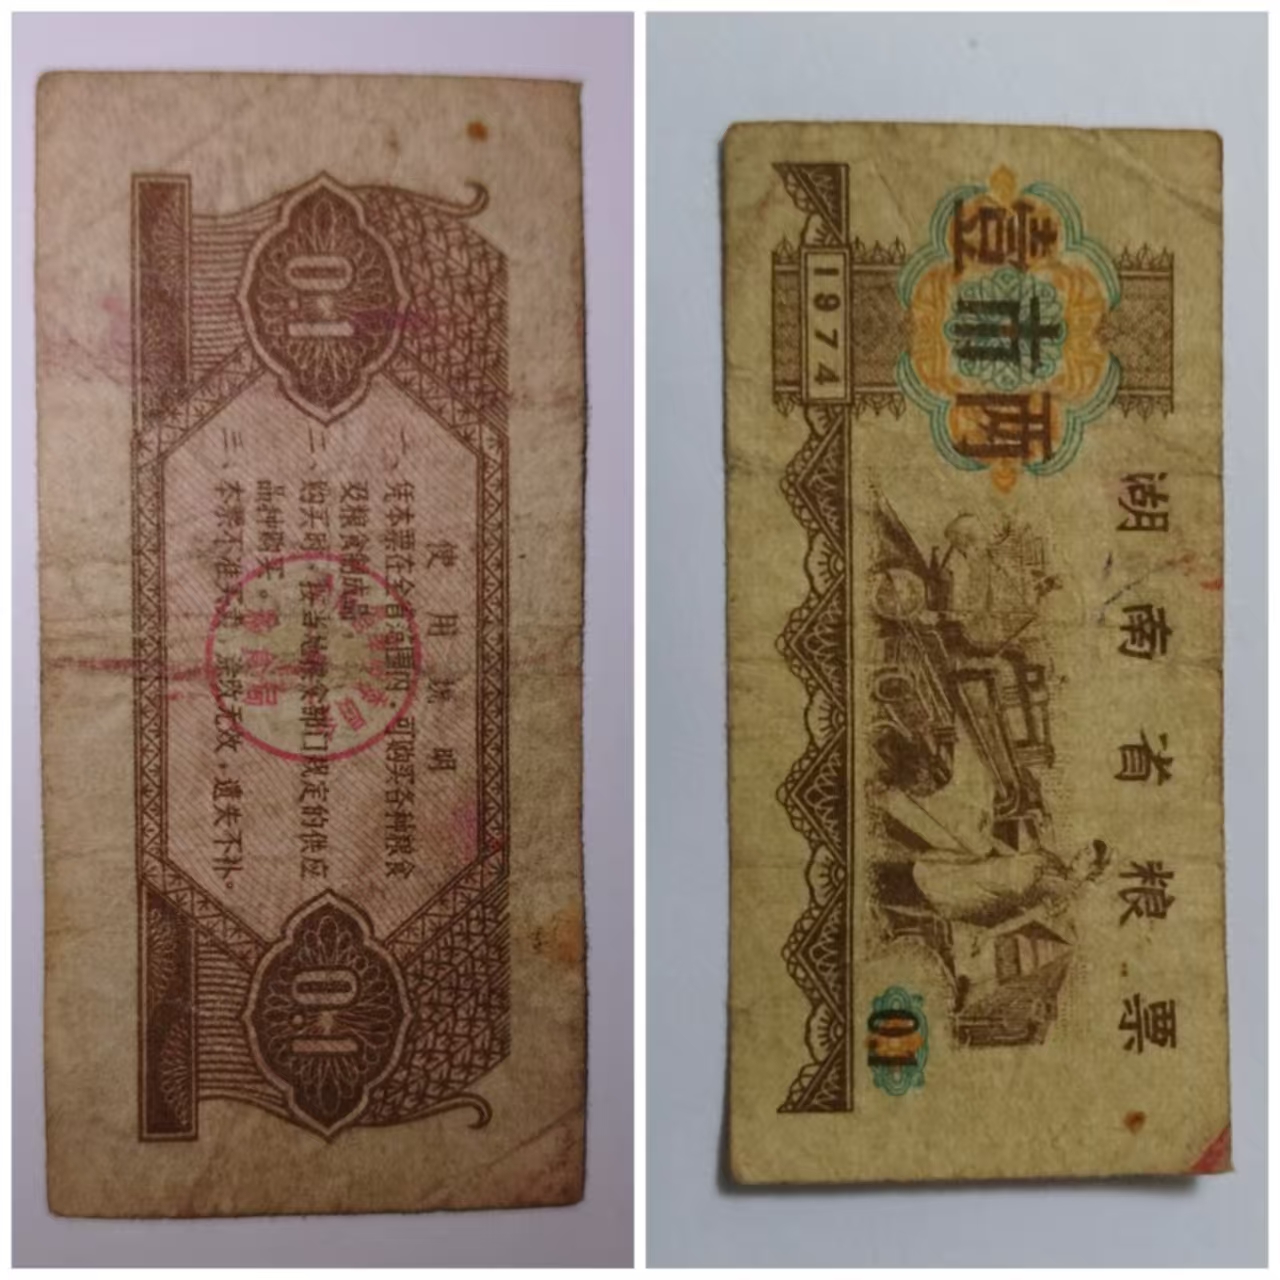 0.1
使用说明
一、凭本票在全省范围内，可购买各种粮食
及粮食制成品。
二、购买时，按当地粮食部门规定的供应
品种购买。
三、本票不准买卖，涂改无效，遗失不补。
粮食局
0.1
湖南省粮票
壹市两
1974
0.1